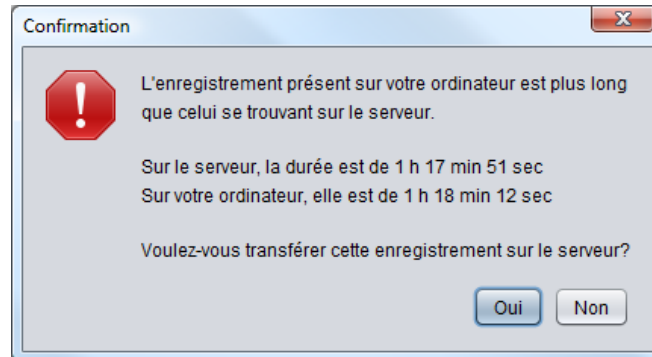 Confirmation
L'enregistrement présent sur votre ordinateur est plus long
que celui se trouvant sur le serveur.
Sur le serveur, la durée est de 1 h 17 min 51 sec
Sur votre ordinateur, elle est de 1 h 18 min 12 sec
Voulez-vous transférer cette enregistrement sur le serveur?
Oui Non